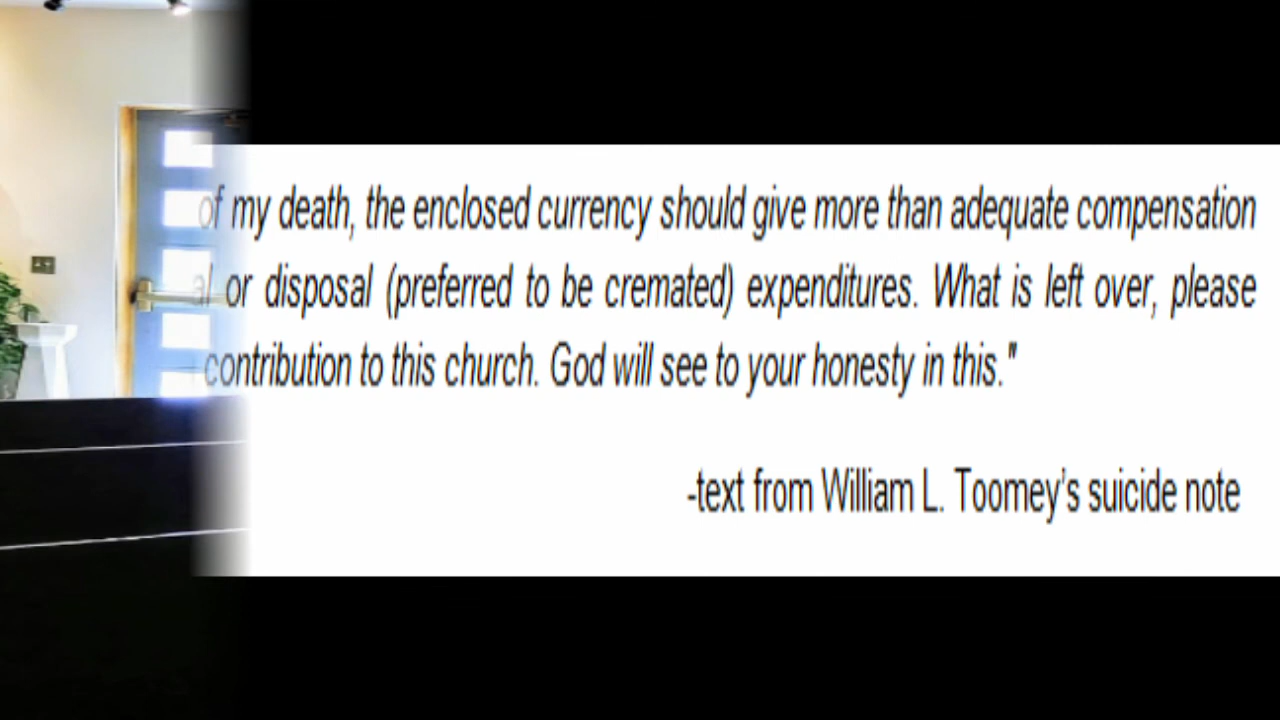 of my death, the enclosed currency should give more than adequate compensation
or disposal (preferred to be cremated) expenditures. What is left over, please
contribution to this church. God will see to your honesty in this."
-text from William L. Toomey's suicide note